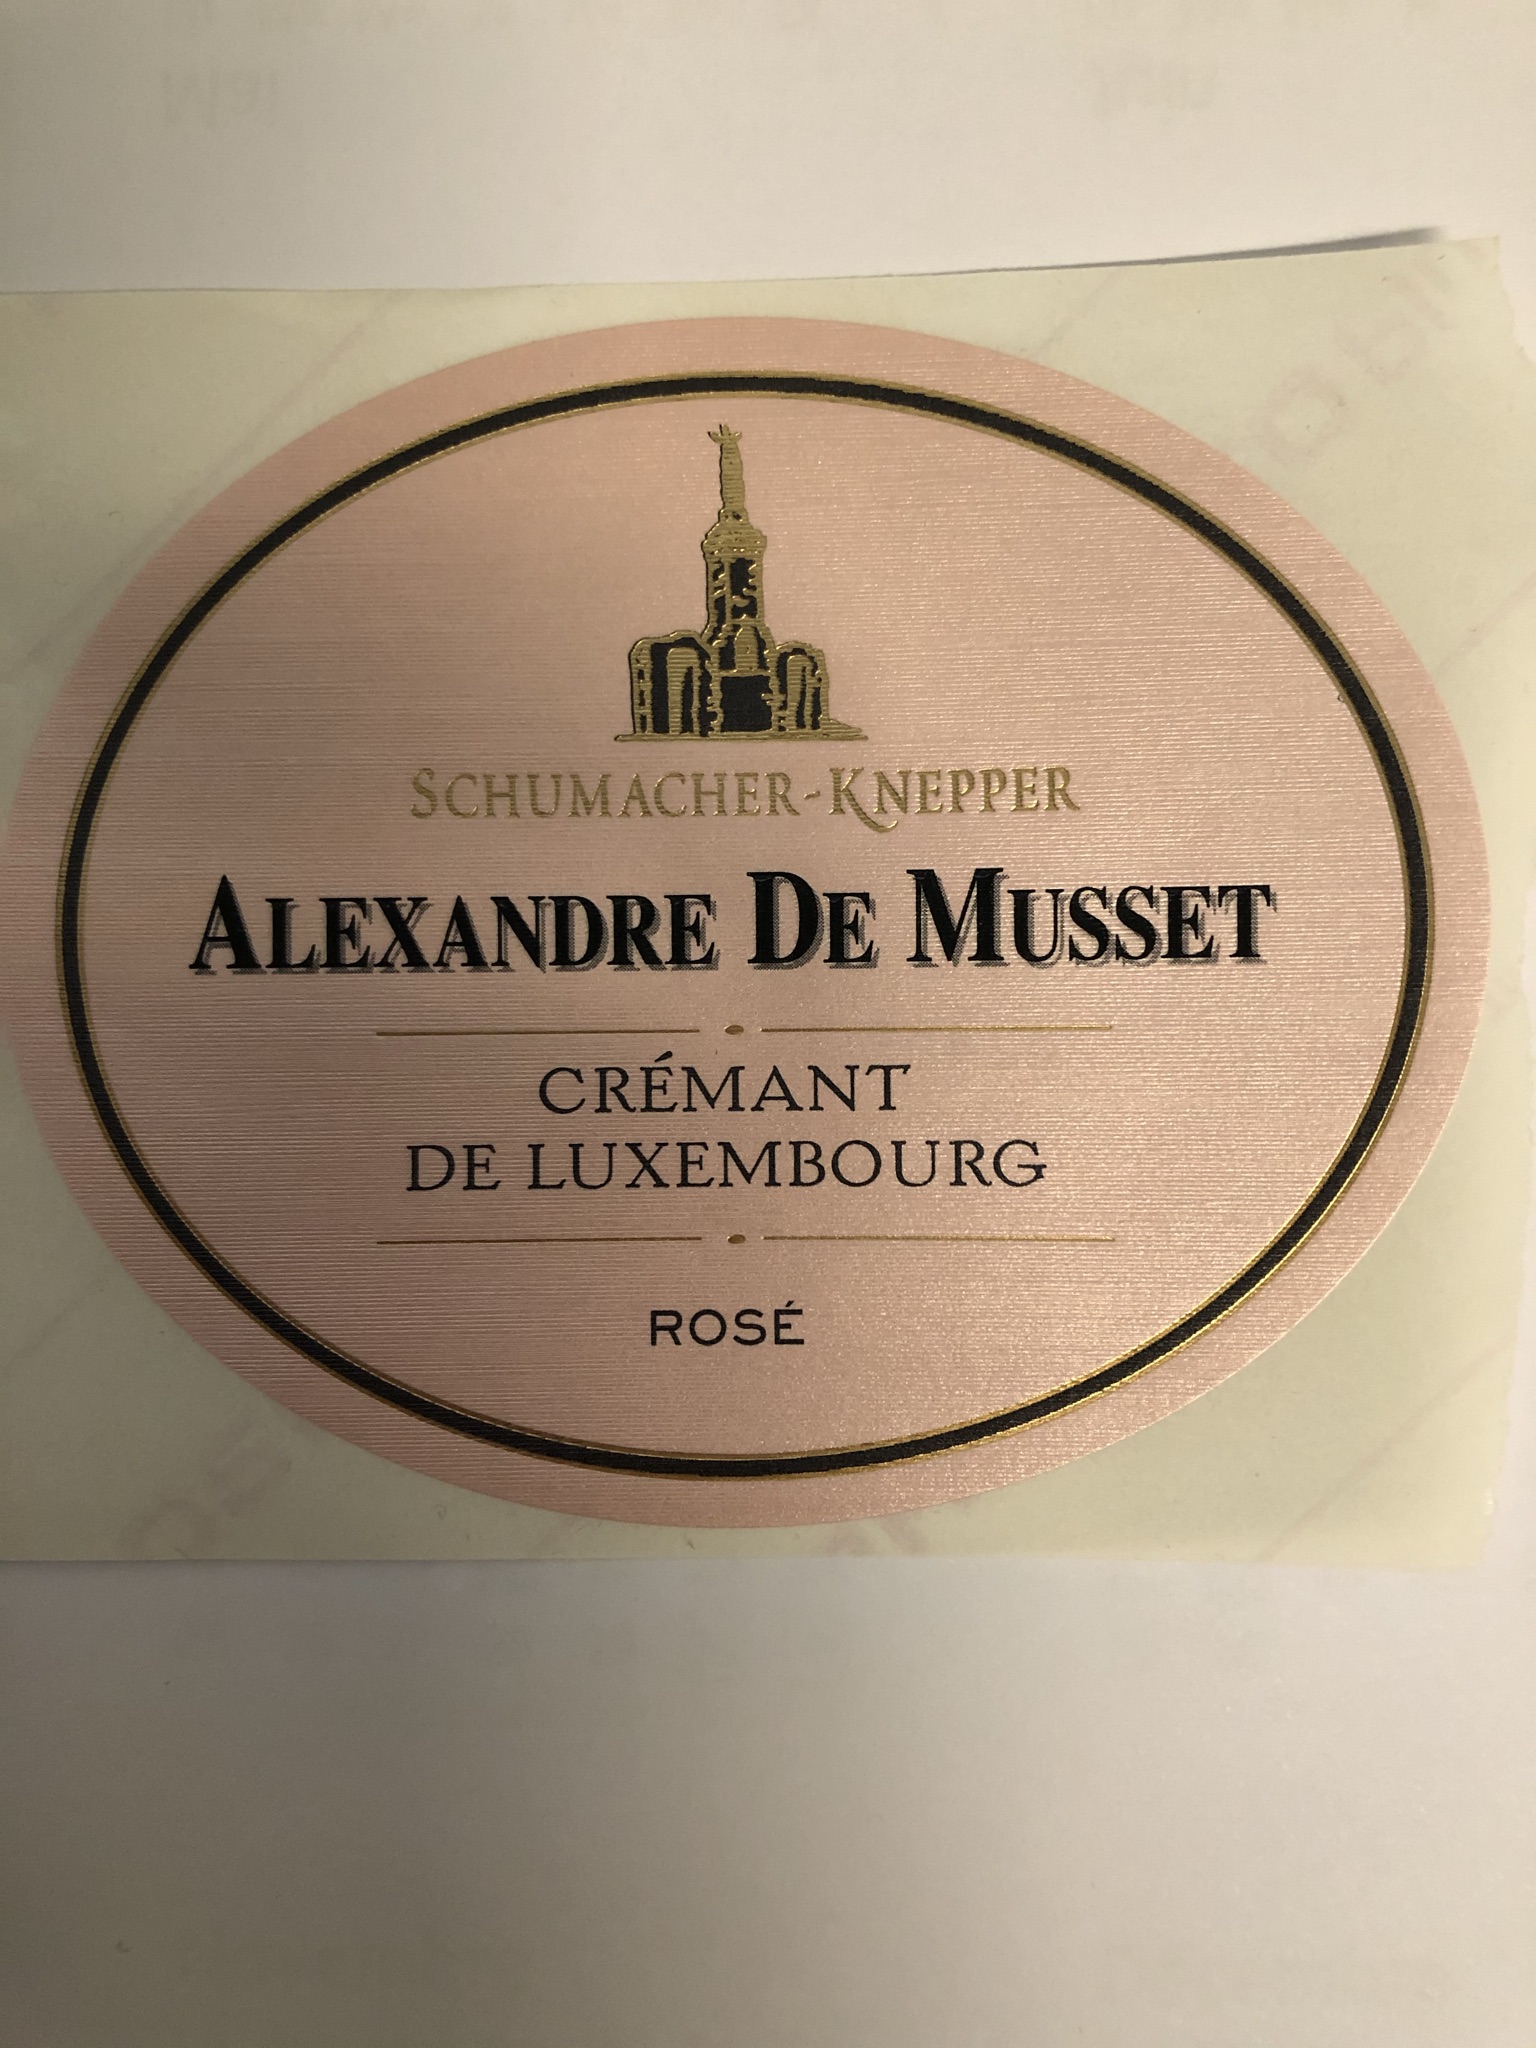 SCHUMACHER-KNEPPER
ALEXANDRE DE MUSSET
CRÉMANT
DE LUXEMBOURG
ROSÉ